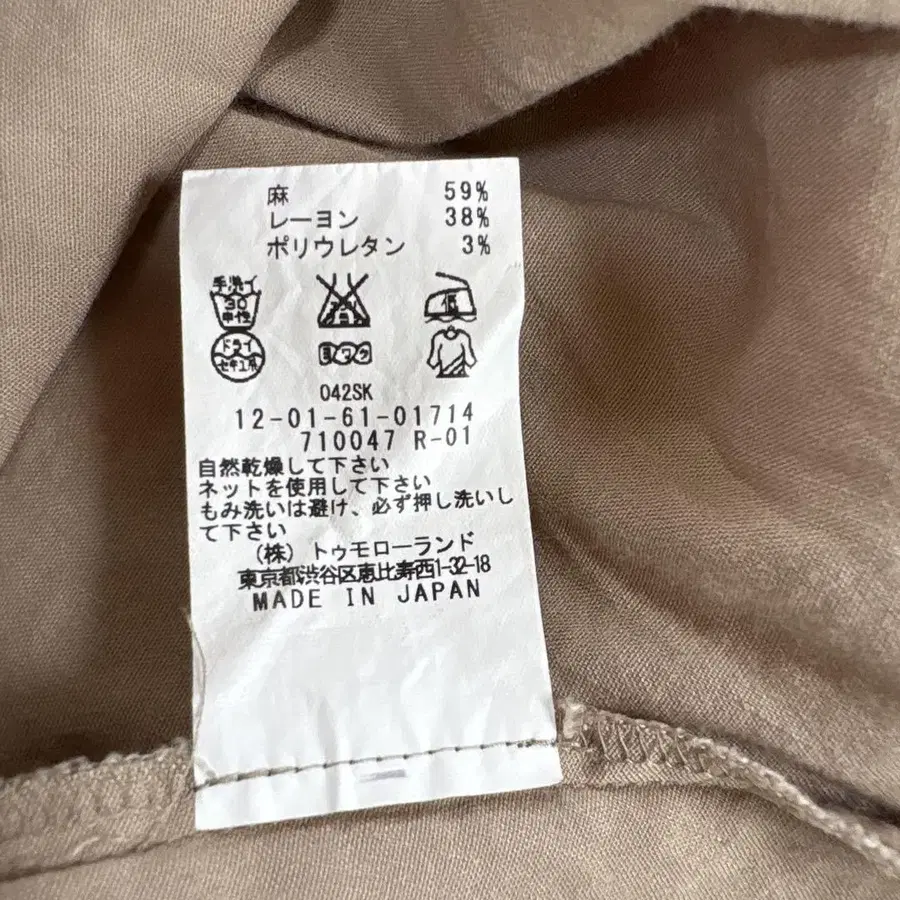 麻 59%
レーヨン 38%
ポリウレタン 3%
手洗イ
30
中性
ドライ
セキユ系
ヨワク
042SK
12-01-61-01714
710047 R-01
自然乾燥して下さい
ネットを使用して下さい
もみ洗いは避け、必ず押し洗いし
て下さい
(株) トゥモローランド
東京都渋谷区恵比寿西1-32-18
MADE IN JAPAN